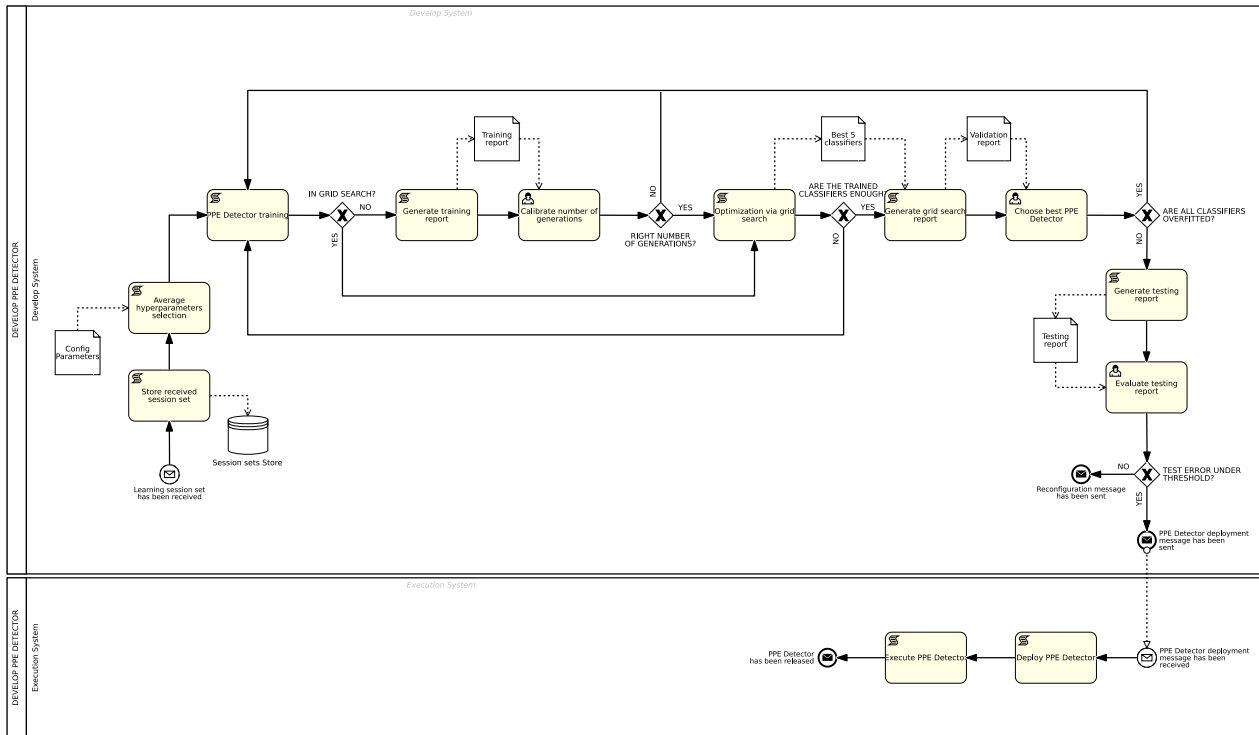 Develop System
DEVELOP PPE DETECTOR
Develop System
Training
report
Best 5
classifiers
Validation
report
IN GRID SEARCH?
NO
YES
PPE Detector training
Generate training
report
Calibrate number of
generations
NO
YES
RIGHT NUMBER
OF GENERATIONS?
Optimization via grid
search
ARE THE TRAINED
CLASSIFIERS ENOUGH?
YES
NO
Generate grid search
report
Choose best PPE
Detector
YES
ARE ALL CLASSIFIERS
OVERFITTED?
NO
Average
hyperparameters
selection
Config
Parameters
Store received
session set
Session sets Store
Learning session set
has been received
Generate testing
report
Testing
report
Evaluate testing
report
TEST ERROR UNDER
THRESHOLD?
NO
YES
Reconfiguration message
has been sent
PPE Detector deployment
message has been
sent
Execution System
DEVELOP PPE DETECTOR
Execution System
PPE Detector
has been released
Execute PPE Detector
Deploy PPE Detector
PPE Detector deployment
message has been
received